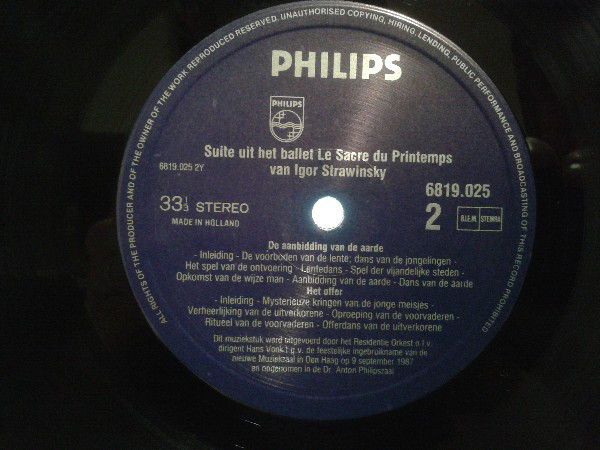 ALL RIGHTS OF THE PRODUCER AND OF THE OWNER OF THE WORK REPRODUCED RESERVED. UNAUTHORISED COPYING, HIRING, LENDING, PUBLIC PERFORMANCE AND BROADCASTING OF THIS RECORD PROHIBITED
PHILIPS
PHILIPS
Suite uit het ballet Le Sacre du Printemps
van Igor Strawinsky
6819.025 2Y
6819.025
33⅓ STEREO
2
B.I.E.M. STEMRA
MADE IN HOLLAND
De aanbidding van de aarde
- Inleiding - De voorboden van de lente; dans van de jongelingen -
Het spel van de ontvoering - Lentedans - Spel der vijandelijke steden -
Opkomst van de wijze man - Aanbidding van de aarde - Dans van de aarde
Het offer
- Inleiding - Mysterieuze kringen van de jonge meisjes -
Verheerlijking van de uitverkorene - Oproeping van de voorvaderen -
Ritueel van de voorvaderen - Offerdans van de uitverkorene
Dit muziekstuk werd uitgevoerd door het Residentie Orkest o.l.v.
dirigent Hans Vonk t.g.v. de feestelijke ingebruikname van de
nieuwe Muziekzaal in Den Haag op 9 september 1987
en opgenomen in de Dr. Anton Philipszaal